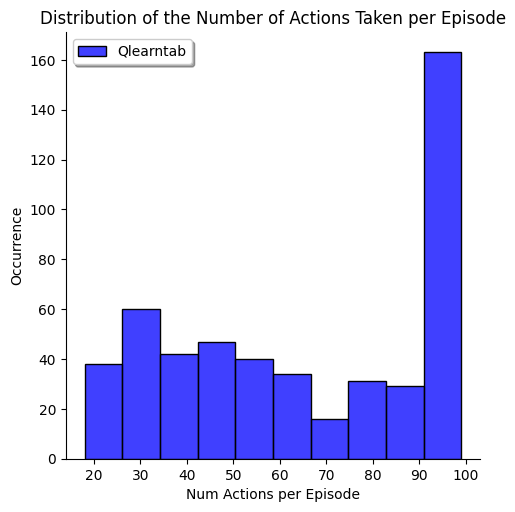 Distribution of the Number of Actions Taken per Episode
Qlearntab
160
140
120
100
80
60
40
20
0
Occurrence
20 30 40 50 60 70 80 90 100
Num Actions per Episode